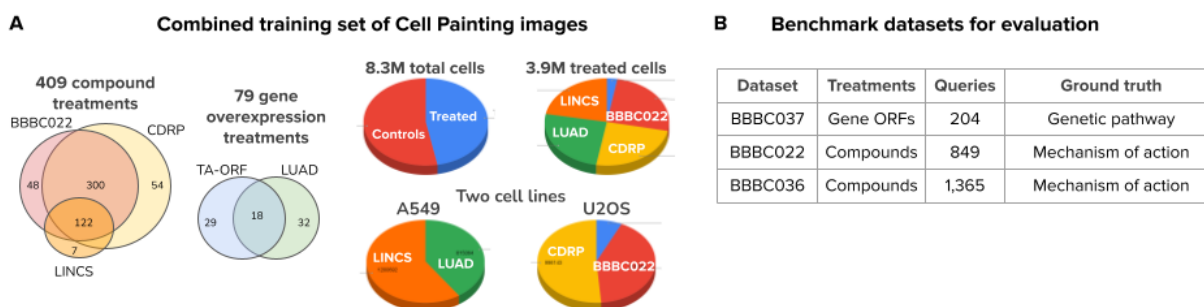 A Combined training set of Cell Painting images
409 compound
treatments
BBBC022
CDRP
48
300
54
122
7
LINCS
79 gene
overexpression
treatments
TA-ORF
LUAD
29
18
32
8.3M total cells
Controls
Treated
3.9M treated cells
LINCS
BBBC022
LUAD
CDRP
Two cell lines
A549
LINCS
LUAD
U2OS
CDRP
BBBC022
B Benchmark datasets for evaluation
Dataset Treatments Queries Ground truth
BBBC037 Gene ORFs 204 Genetic pathway
BBBC022 Compounds 849 Mechanism of action
BBBC036 Compounds 1,365 Mechanism of action